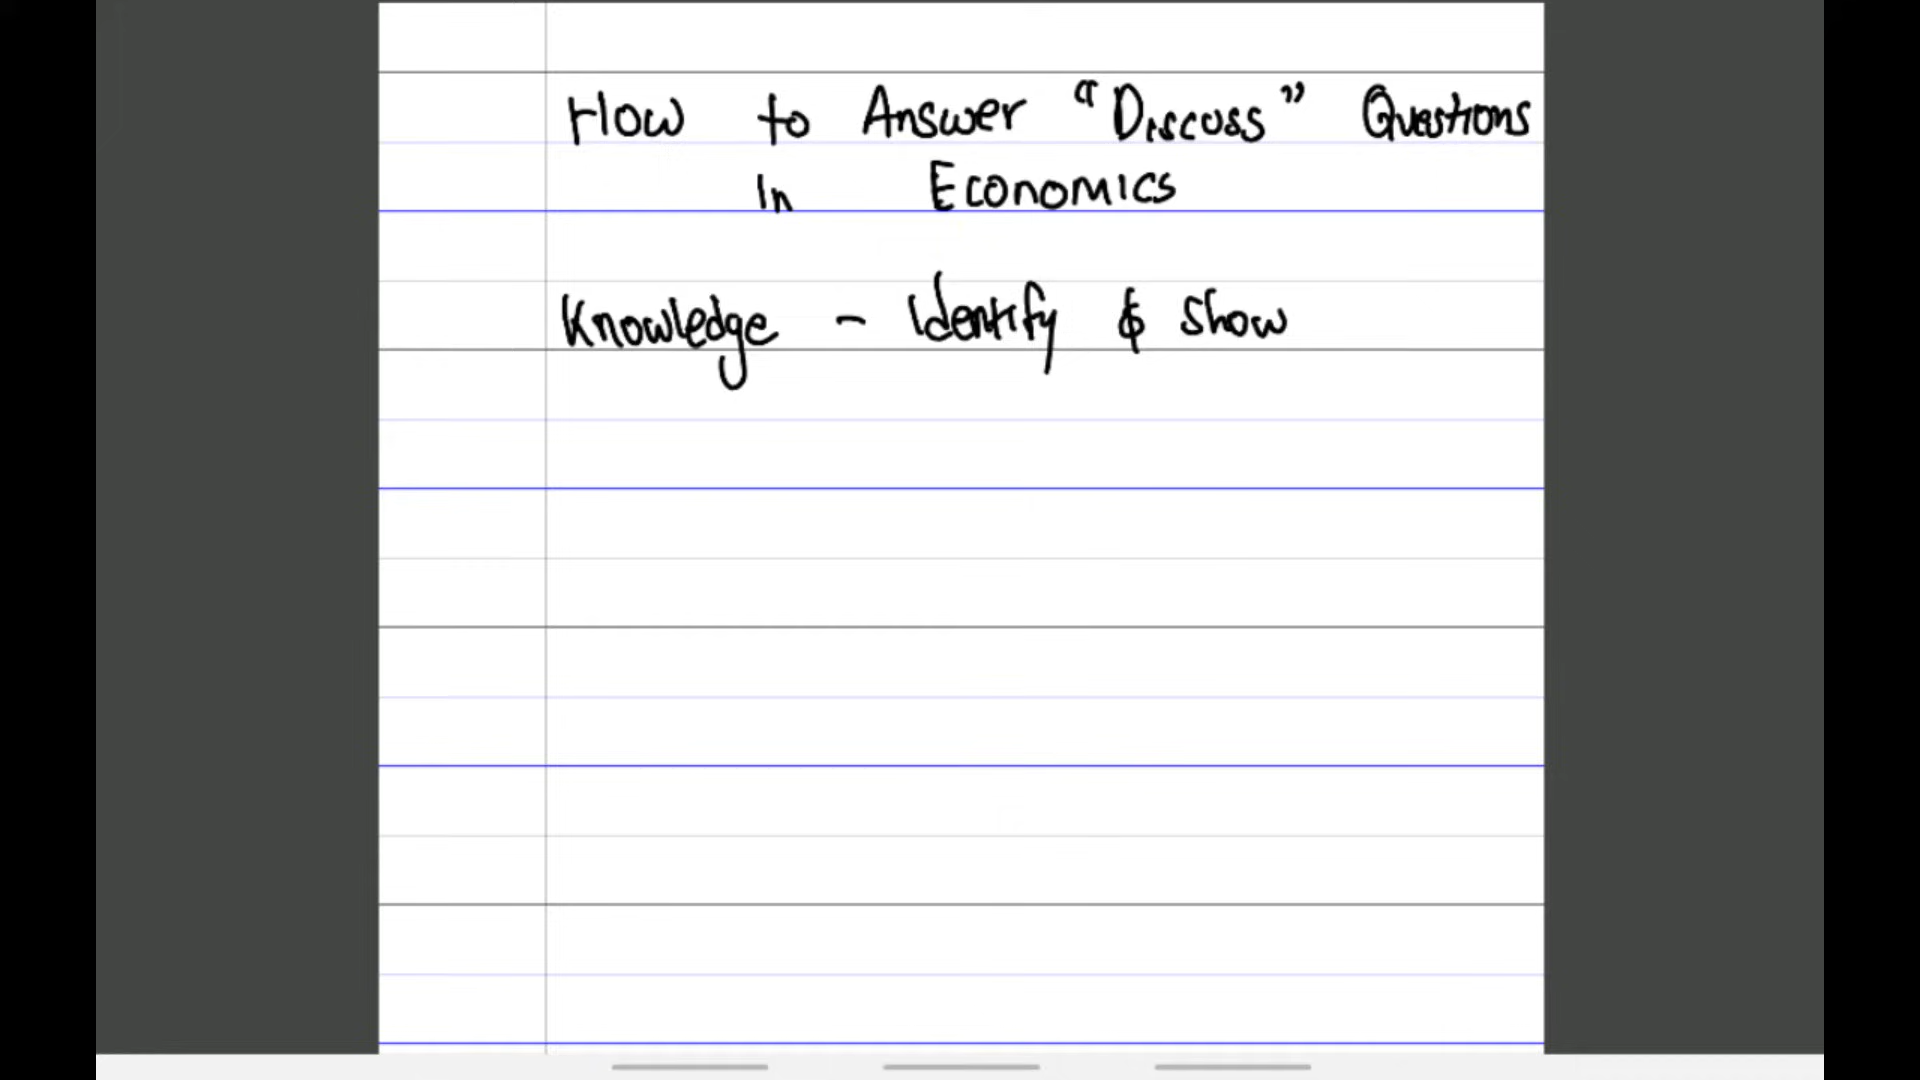 How to Answer "Discuss" Questions
In Economics
Knowledge - Identify & show